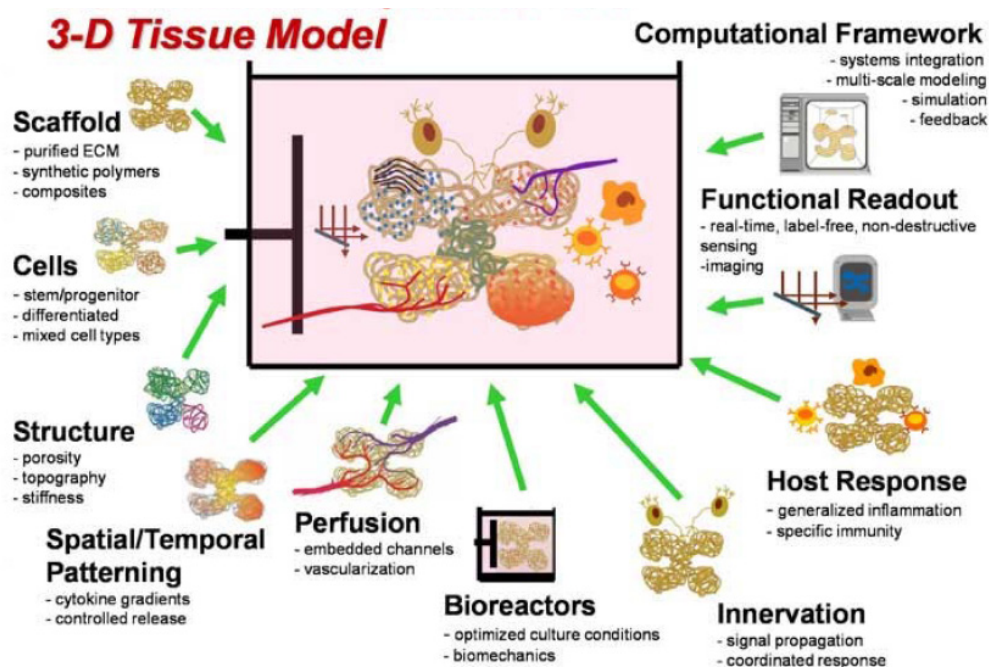 3-D Tissue Model
Scaffold
- purified ECM
- synthetic polymers
- composites
Cells
- stem/progenitor
- differentiated
- mixed cell types
Structure
- porosity
- topography
- stiffness
Spatial/Temporal
Patterning
- cytokine gradients
- controlled release
Perfusion
- embedded channels
- vascularization
Bioreactors
- optimized culture conditions
- biomechanics
Innervation
- signal propagation
- coordinated response
Host Response
- generalized inflammation
- specific immunity
Functional Readout
- real-time, label-free, non-destructive
sensing
-imaging
Computational Framework
- systems integration
- multi-scale modeling
- simulation
- feedback